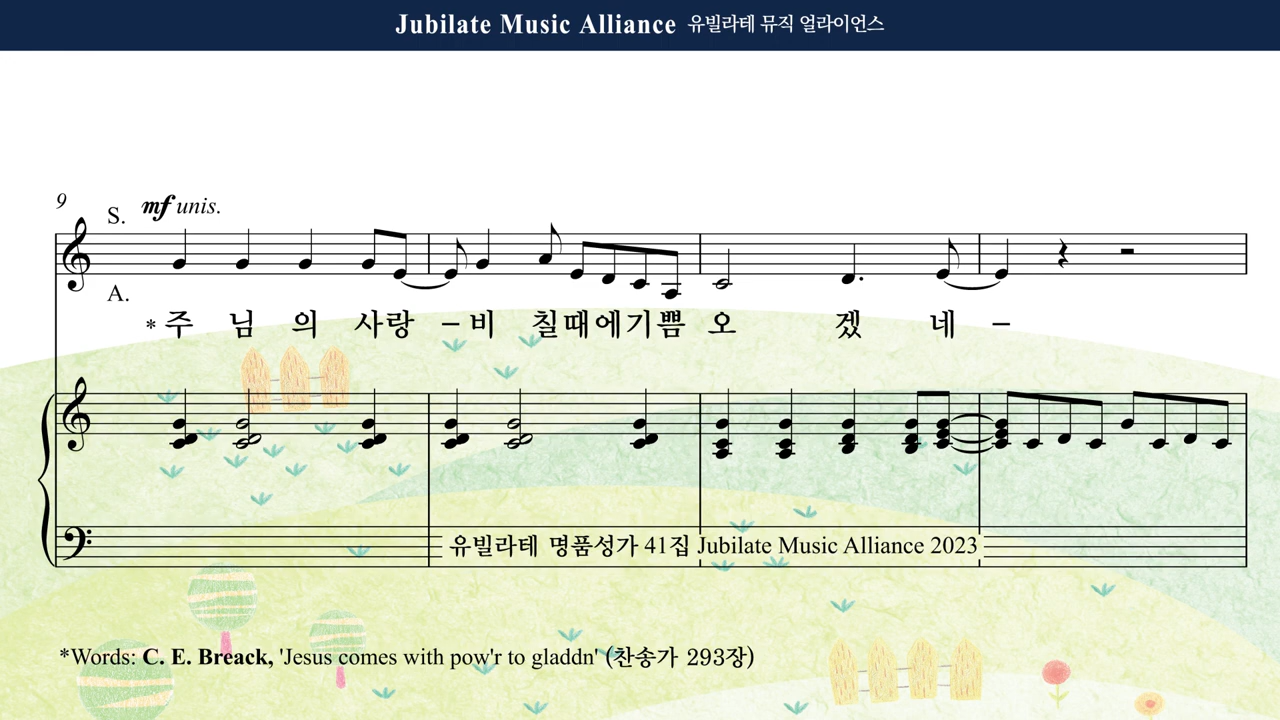 Jubilate Music Alliance 유빌라테 뮤직 얼라이언스
9
S. mf unis.
A.
*주 님 의 사랑 – 비 칠때에기쁨 오 겠 네 –
유빌라테 명품성가 41집 Jubilate Music Alliance 2023
*Words: C. E. Breack, 'Jesus comes with pow'r to gladdn' (찬송가 293장)